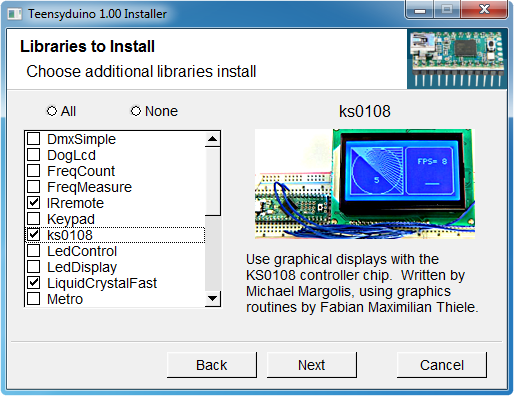 Teensyduino 1.00 Installer
Libraries to Install
Choose additional libraries install
All
None
ks0108
DmxSimple
DogLcd
FreqCount
FreqMeasure
IRremote
Keypad
ks0108
LedControl
LedDisplay
LiquidCrystalFast
Metro
FPS= 8
5
Use graphical displays with the
KS0108 controller chip. Written by
Michael Margolis, using graphics
routines by Fabian Maximilian Thiele.
Back
Next
Cancel